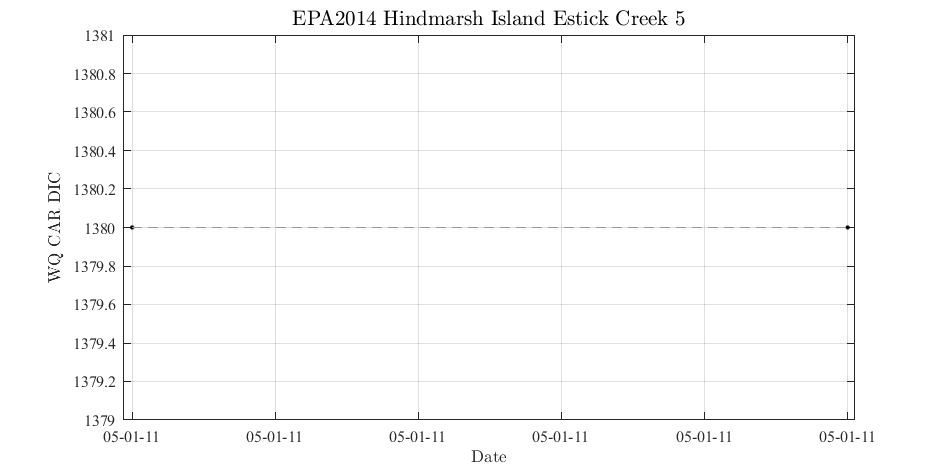 EPA2014 Hindmarsh Island Estick Creek 5
1381
1380.8
1380.6
1380.4
1380.2
1380
1379.8
1379.6
1379.4
1379.2
1379
WQ CAR DIC
05-01-11 05-01-11 05-01-11 05-01-11 05-01-11 05-01-11
Date